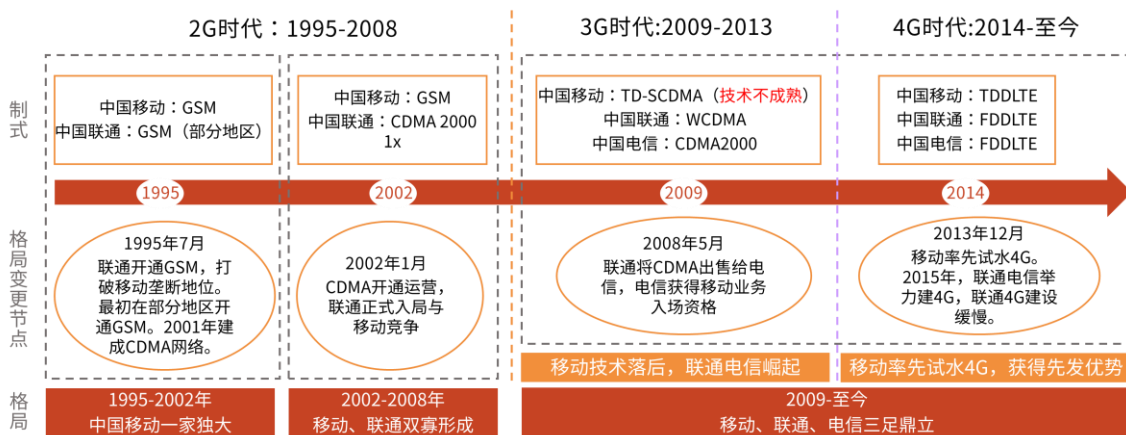 2G时代：1995-2008
3G时代:2009-2013
4G时代:2014-至今
制式
中国移动：GSM
中国联通：GSM（部分地区）
中国移动：GSM
中国联通：CDMA 2000
1x
中国移动：TD-SCDMA（技术不成熟）
中国联通：WCDMA
中国电信：CDMA2000
中国移动：TDDLTE
中国联通：FDDLTE
中国电信：FDDLTE
1995
2002
2009
2014
格局变更节点
1995年7月
联通开通GSM，打
破移动垄断地位。
最初在部分地区开
通GSM。2001年建
成CDMA网络。
2002年1月
CDMA开通运营，
联通正式入局与
移动竞争
2008年5月
联通将CDMA出售给电
信，电信获得移动业务
入场资格
2013年12月
移动率先试水4G。
2015年，联通电信举
力建4G，联通4G建设
缓慢。
移动技术落后，联通电信崛起
移动率先试水4G，获得先发优势
格局
1995-2002年
中国移动一家独大
2002-2008年
移动、联通双寡形成
2009-至今
移动、联通、电信三足鼎立